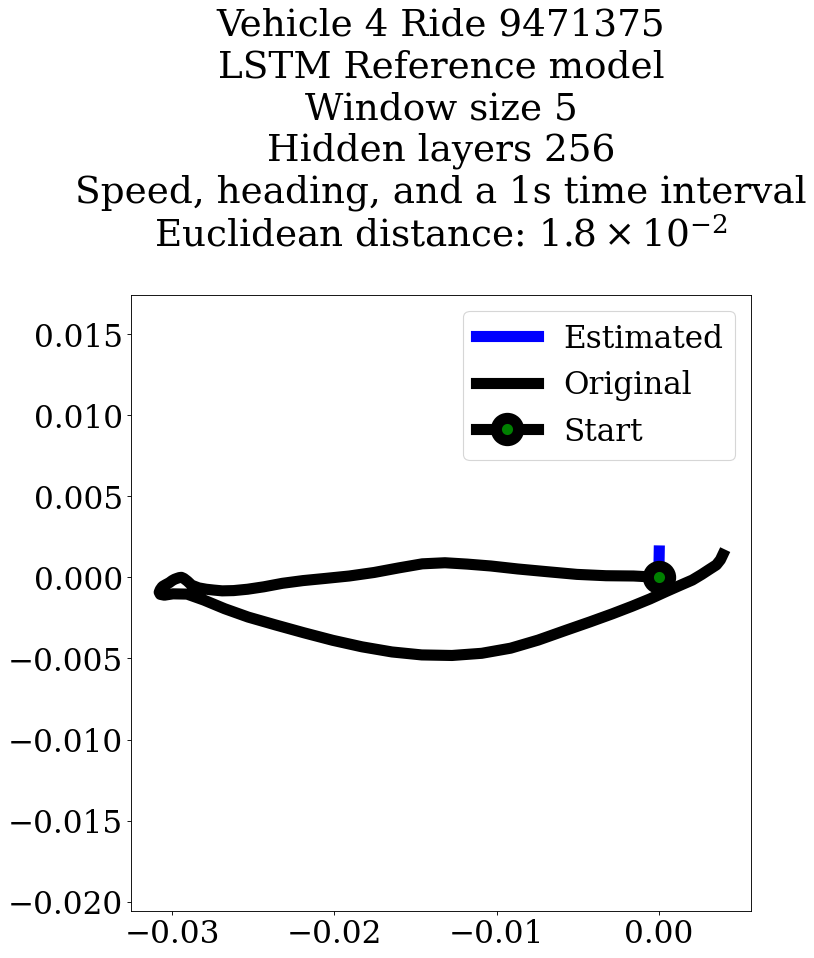 Vehicle 4 Ride 9471375
LSTM Reference model
Window size 5
Hidden layers 256
Speed, heading, and a 1s time interval
Euclidean distance: 1.8 × 10⁻²
Estimated
Original
Start
0.015
0.010
0.005
0.000
−0.005
−0.010
−0.015
−0.020
−0.03 −0.02 −0.01 0.00